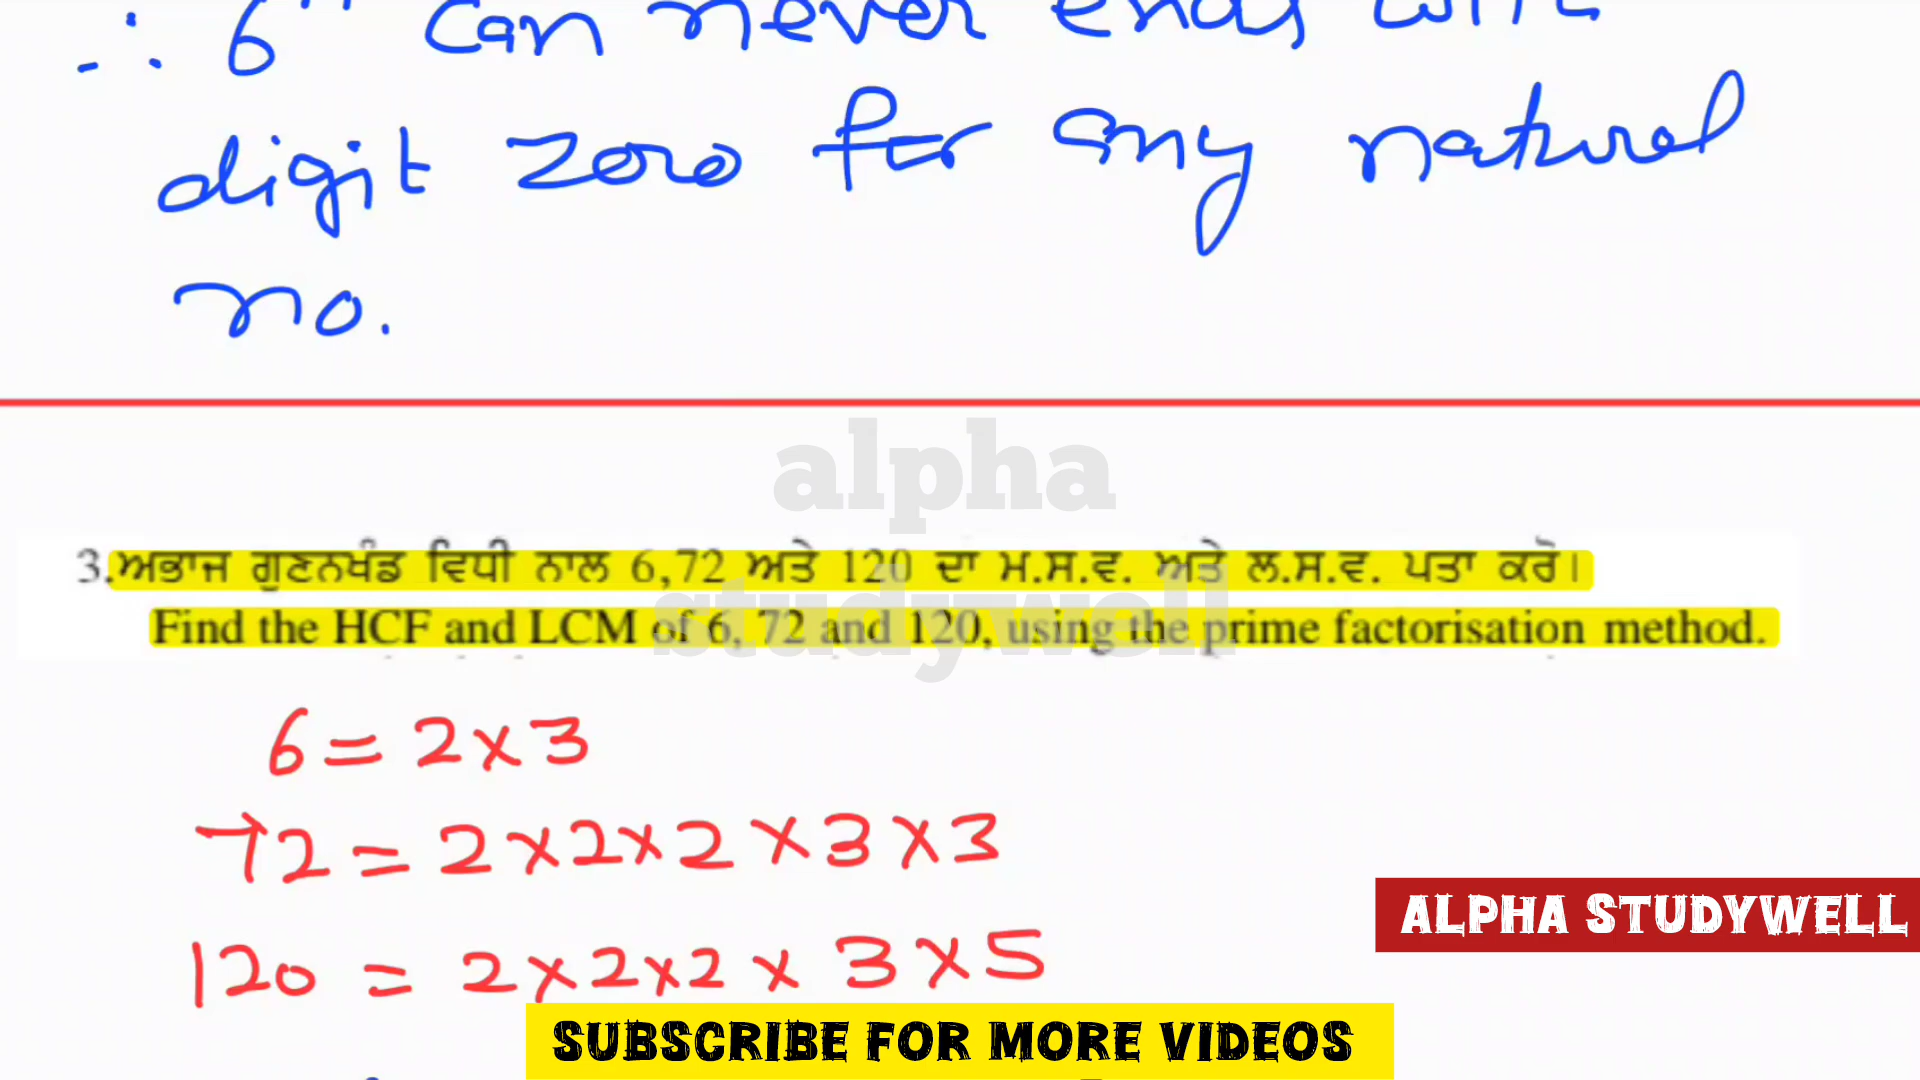 ∴ 6ⁿ can never ends with
digit zero for any natural
no.
alpha
studywell
3.ਅਭਾਜ ਗੁਣਨਖੰਡ ਵਿਧੀ ਨਾਲ 6,72 ਅਤੇ 120 ਦਾ ਮ.ਸ.ਵ. ਅਤੇ ਲ.ਸ.ਵ. ਪਤਾ ਕਰੋ।
Find the HCF and LCM of 6, 72 and 120, using the prime factorisation method.
6 = 2×3
72 = 2×2×2×3×3
120 = 2×2×2×3×5
ALPHA STUDYWELL
SUBSCRIBE FOR MORE VIDEOS